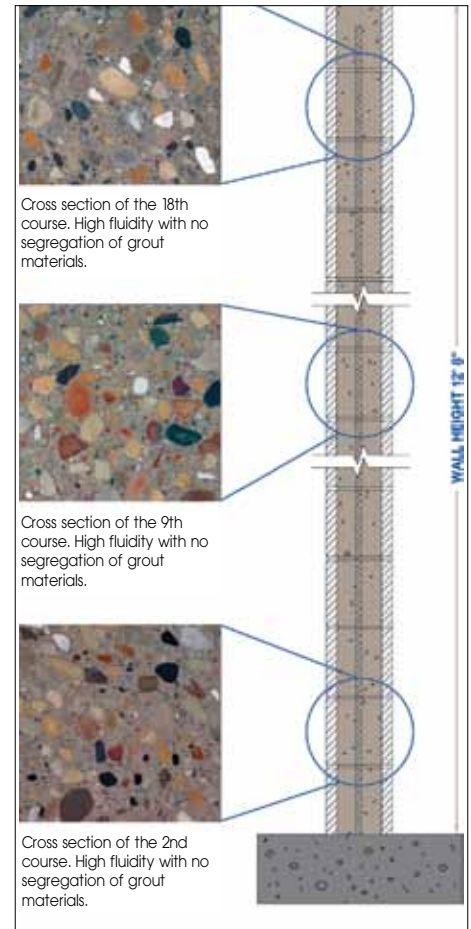 Cross section of the 18th
course. High fluidity with no
segregation of grout
materials.
Cross section of the 9th
course. High fluidity with no
segregation of grout
materials.
Cross section of the 2nd
course. High fluidity with no
segregation of grout
materials.
WALL HEIGHT 12' 8"